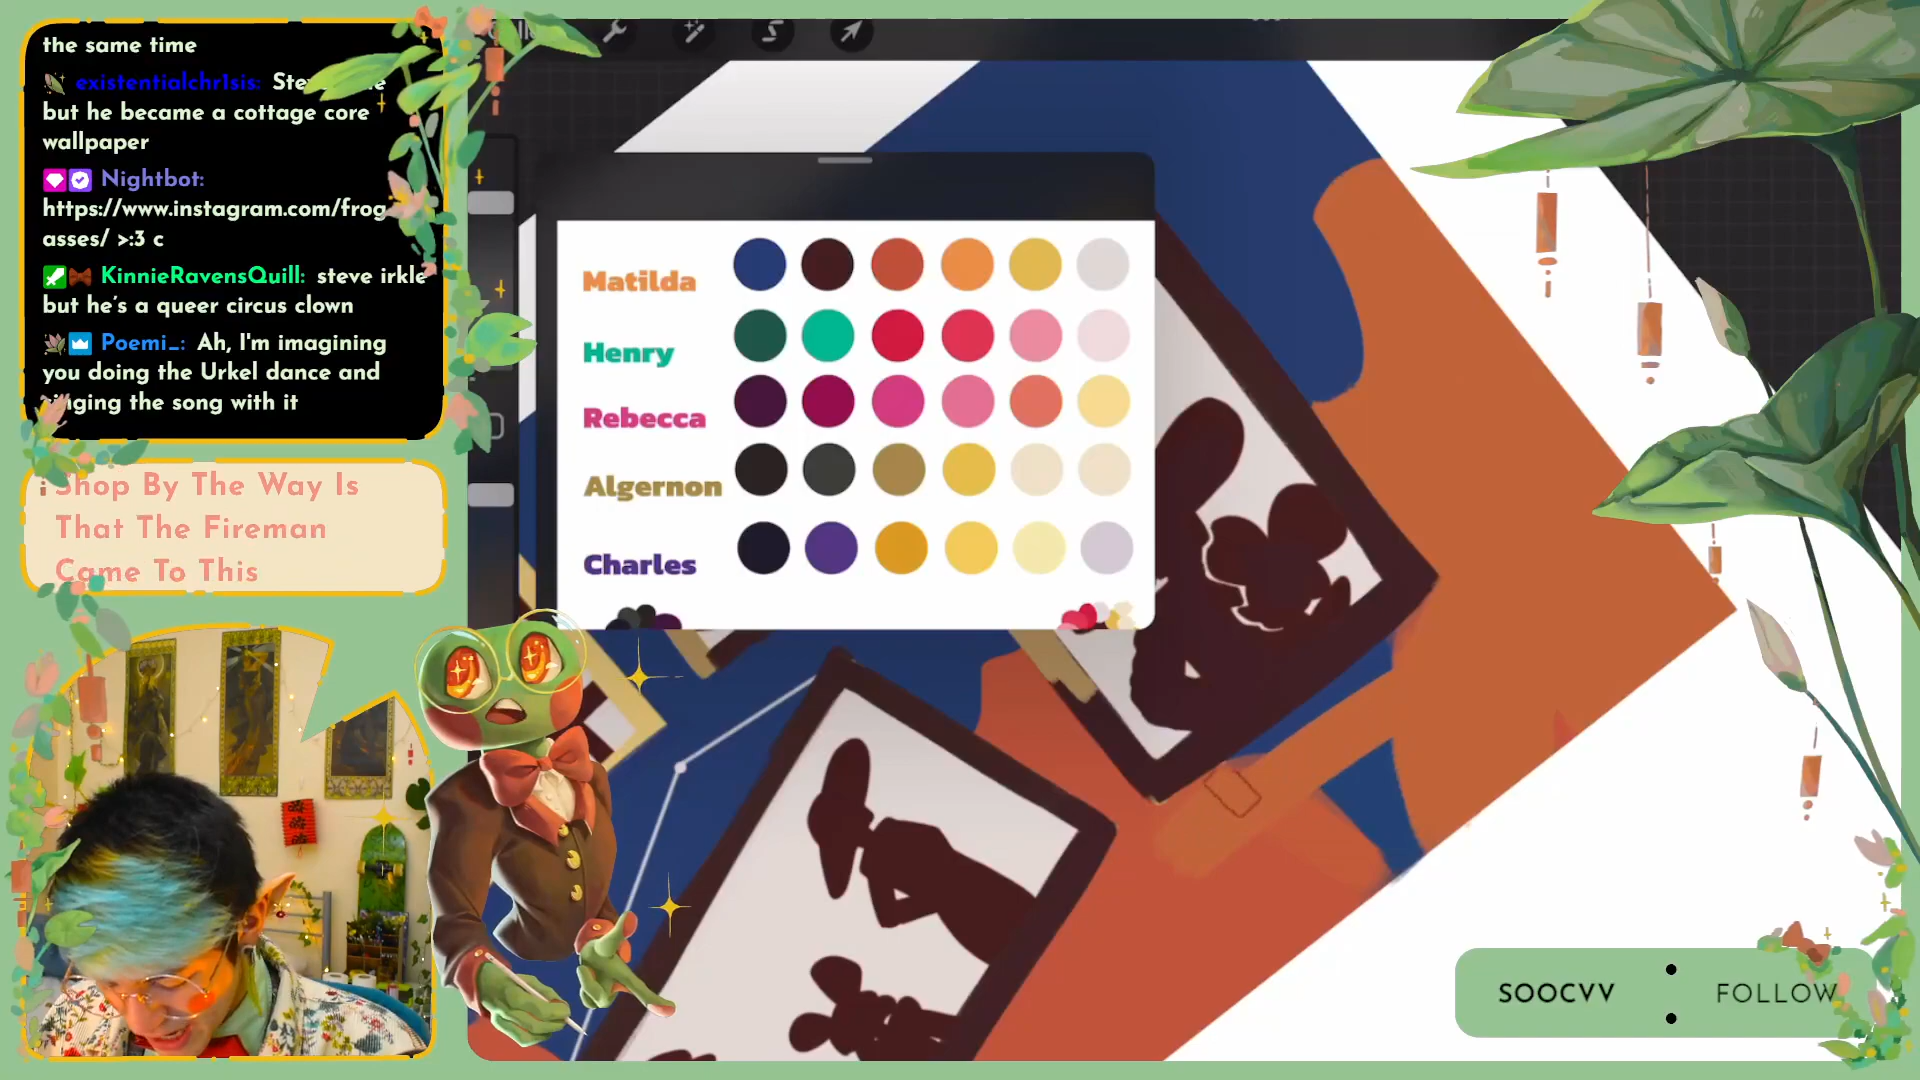 the same time
existentialchr1sis:
but he became a cottage core
wallpaper
Nightbot:
https://www.instagram.com/frog
asses/ >:3 c
KinnieRavensQuill: steve irkle
but he's a queer circus clown
Poemi_: Ah, I'm imagining
you doing the Urkel dance and
singing the song with it
Shop By The Way Is
That The Fireman
Came To This
Matilda
Henry
Rebecca
Algernon
Charles
SOOCVV
FOLLOW